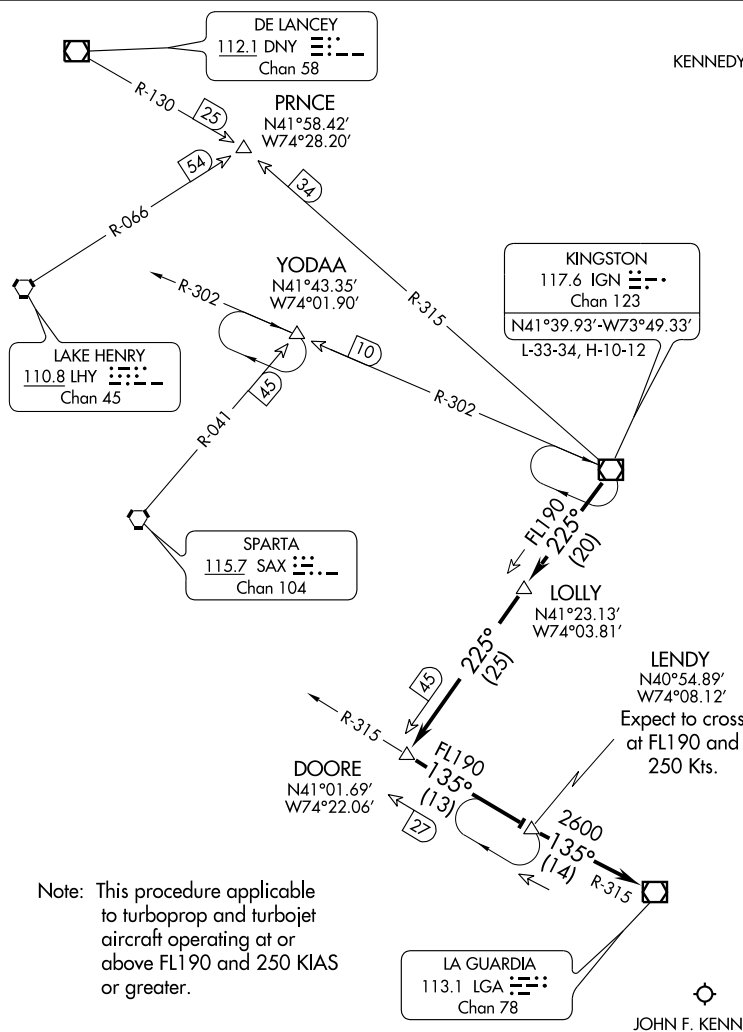 DE LANCEY
112.1 DNY
Chan 58
KENNEDY
R-130
25
PRNCE
N41°58.42′
W74°28.20′
54
R-066
34
R-315
LAKE HENRY
110.8 LHY
Chan 45
R-302
YODAA
N41°43.35′
W74°01.90′
10
R-302
KINGSTON
117.6 IGN
Chan 123
N41°39.93′-W73°49.33′
L-33-34, H-10-12
45
R-041
SPARTA
115.7 SAX
Chan 104
FL190
225°
(20)
LOLLY
N41°23.13′
W74°03.81′
225°
(25)
45
R-315
DOORE
N41°01.69′
W74°22.06′
FL190
135°
(13)
27
LENDY
N40°54.89′
W74°08.12′
Expect to cross
at FL190 and
250 Kts.
2600
135°
(14)
R-315
Note: This procedure applicable
to turboprop and turbojet
aircraft operating at or
above FL190 and 250 KIAS
or greater.
LA GUARDIA
113.1 LGA
Chan 78
JOHN F. KENN